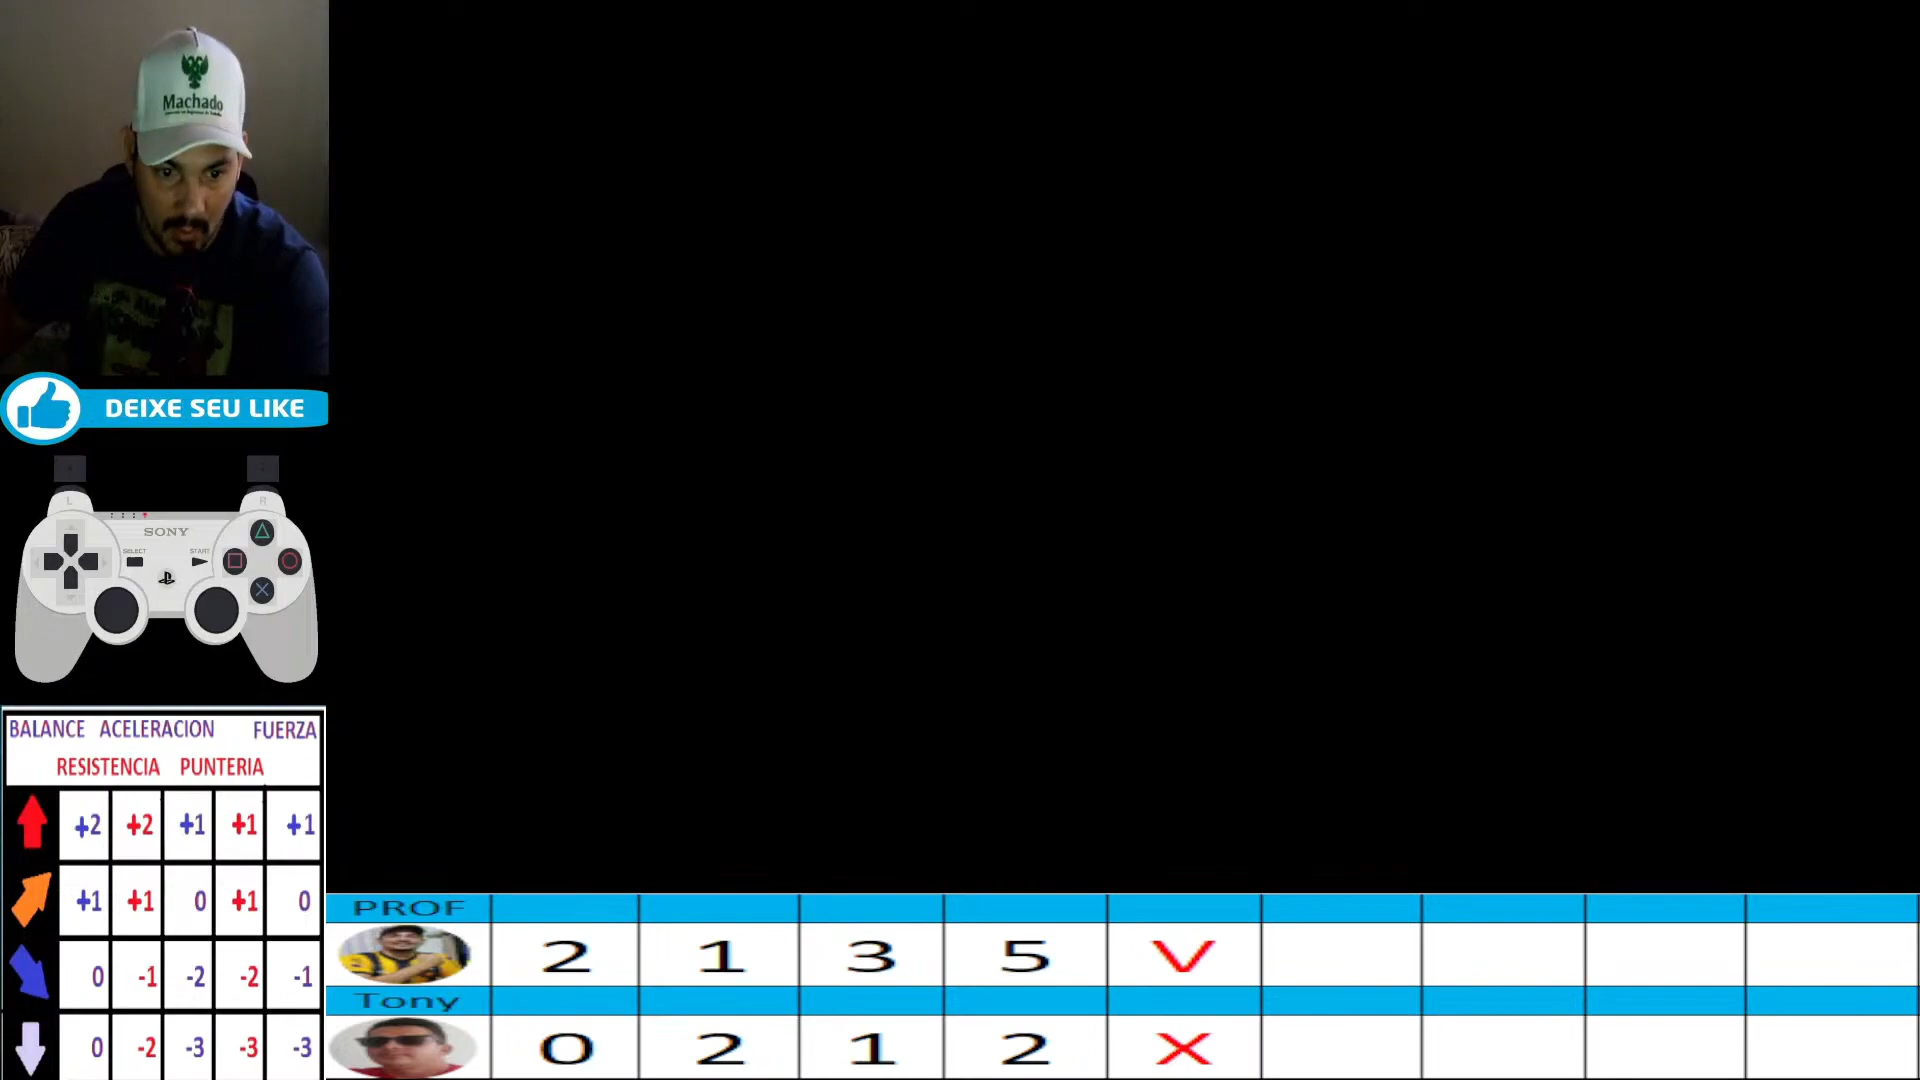 Machado
DEIXE SEU LIKE
L R
SONY
SELECT START
BALANCE ACELERACION FUERZA
RESISTENCIA PUNTERIA
+2 +2 +1 +1 +1
+1 +1 0 +1 0
0 -1 -2 -2 -1
0 -2 -3 -3 -3
PROF
2 1 3 5 V
Tony
0 2 1 2 X